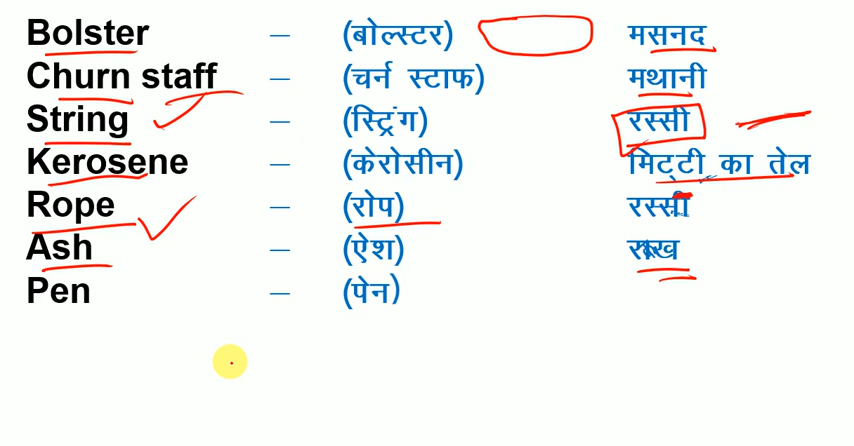 Bolster – (बोल्स्टर) मसनद
Churn staff – (चर्न स्टाफ) मथानी
String – (स्ट्रिंग) रस्सी
Kerosene – (केरोसीन) मिट्टी का तेल
Rope – (रोप) रस्सी
Ash – (ऐश) राख
Pen – (पेन)